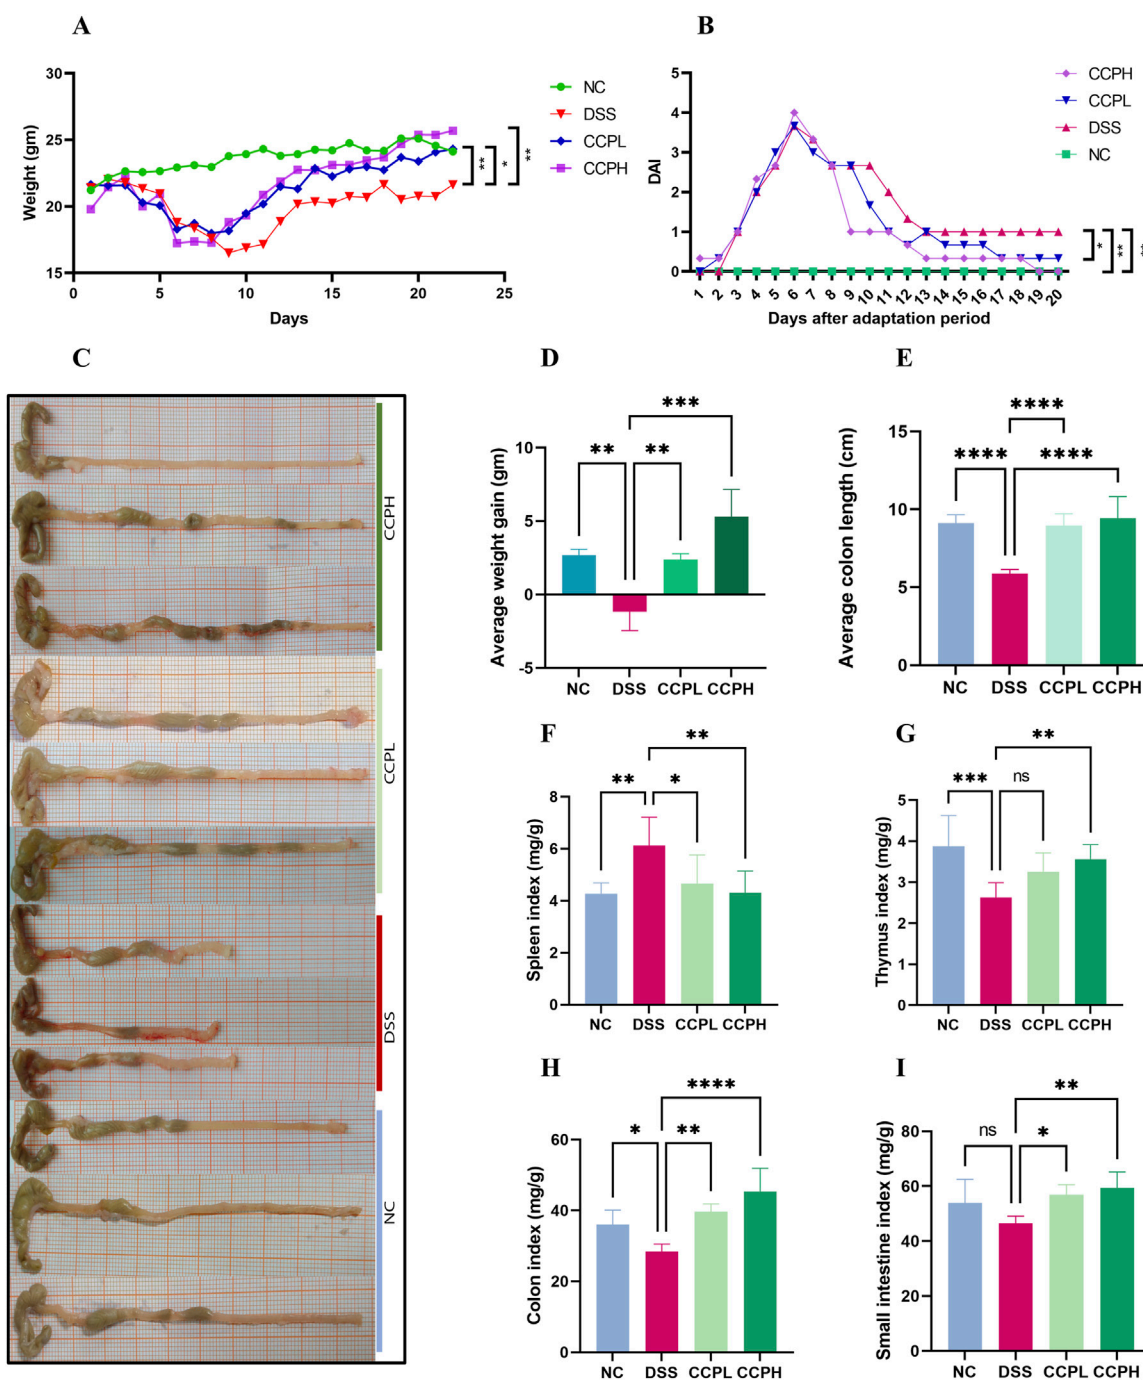 A
Weight (gm)
30
25
20
15
0
5
10
15
20
25
Days
NC
DSS
CCPL
CCPH
**
*
**
B
DAI
5
4
3
2
1
0
1
2
3
4
5
6
7
8
9
10
11
12
13
14
15
16
17
18
19
20
Days after adaptation period
CCPH
CCPL
DSS
NC
*
**
**
C
CCPH
CCPL
DSS
NC
D
Average weight gain (gm)
10
5
0
-5
***
**
**
NC
DSS
CCPL
CCPH
E
Average colon length (cm)
15
10
5
0
****
****
****
NC
DSS
CCPL
CCPH
F
Spleen index (mg/g)
8
6
4
2
0
**
**
*
NC
DSS
CCPL
CCPH
G
Thymus index (mg/g)
5
4
3
2
1
0
**
***
ns
NC
DSS
CCPL
CCPH
H
Colon index (mg/g)
60
40
20
0
****
*
**
NC
DSS
CCPL
CCPH
I
Small intestine index (mg/g)
80
60
40
20
0
**
ns
*
NC
DSS
CCPL
CCPH